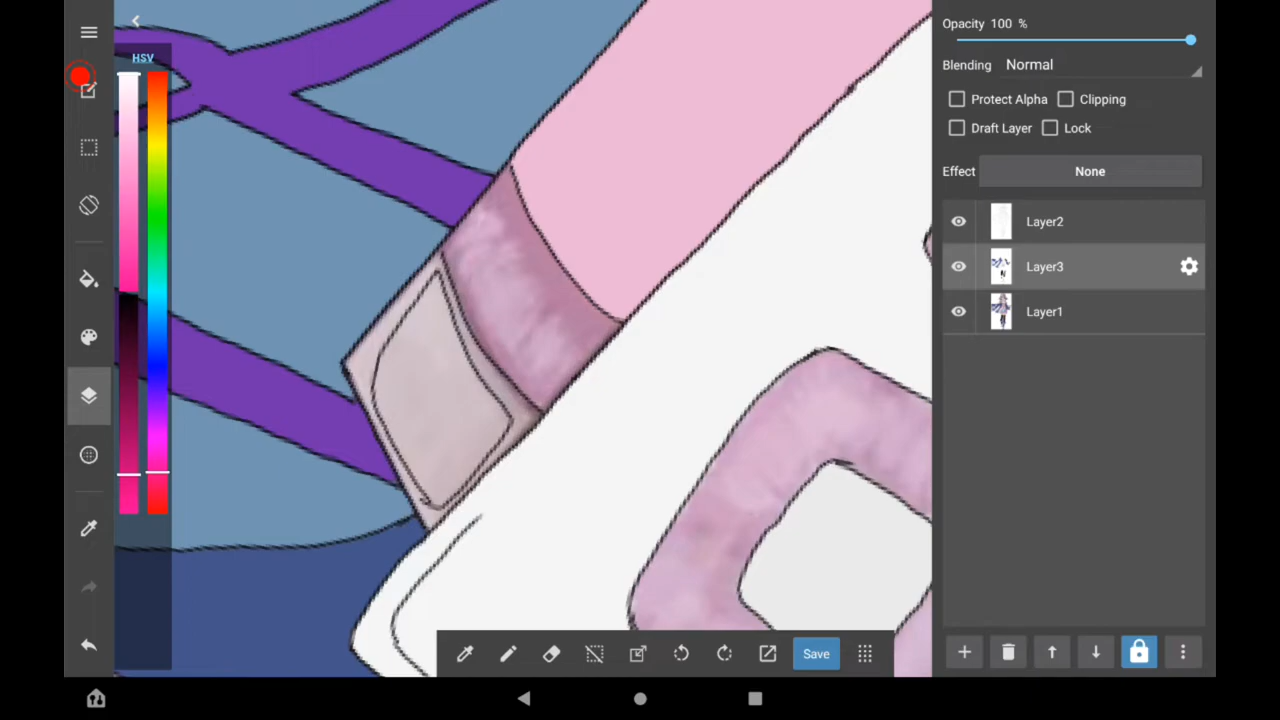 Opacity 100 %
HSV
Blending Normal
Protect Alpha Clipping
Draft Layer Lock
Effect None
Layer2
Layer3
Layer1
Save